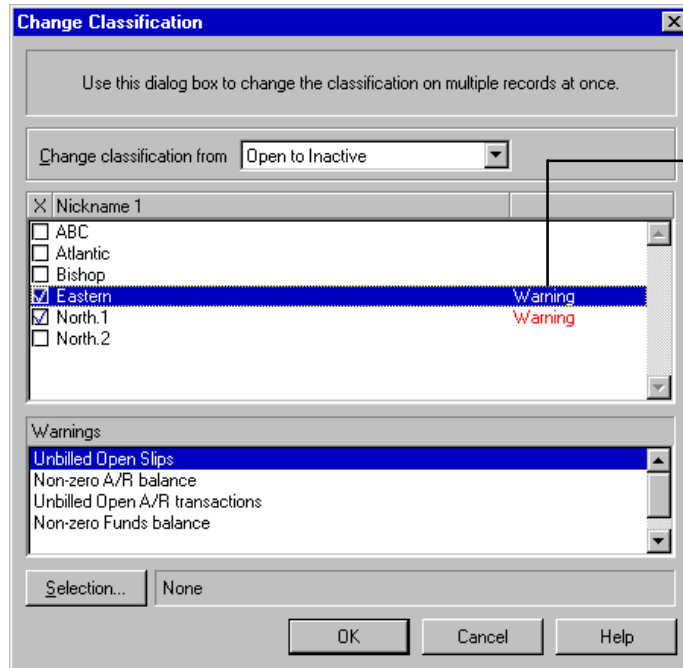 Change Classification
Use this dialog box to change the classification on multiple records at once.
Change classification from Open to Inactive
X Nickname 1
ABC
Atlantic
Bishop
Eastern Warning
North.1 Warning
North.2
Warnings
Unbilled Open Slips
Non-zero A/R balance
Unbilled Open A/R transactions
Non-zero Funds balance
Selection... None
OK Cancel Help